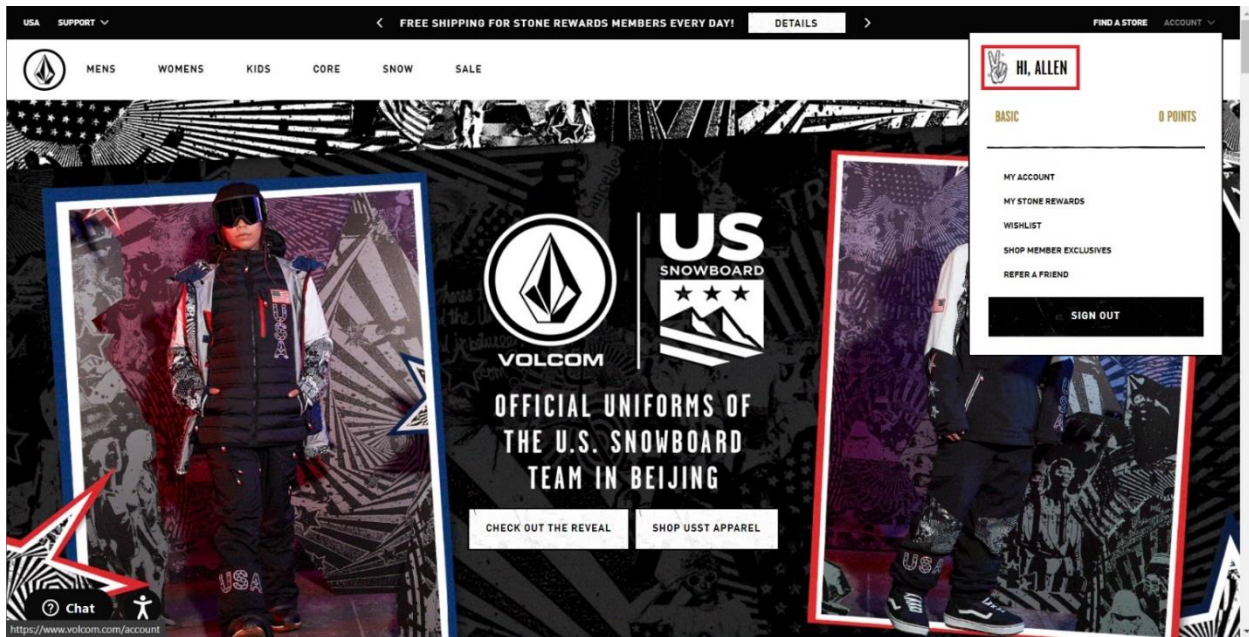 USA SUPPORT
FREE SHIPPING FOR STONE REWARDS MEMBERS EVERY DAY! DETAILS
FIND A STORE ACCOUNT
MENS WOMENS KIDS CORE SNOW SALE
HI, ALLEN
BASIC 0 POINTS
MY ACCOUNT
MY STONE REWARDS
WISHLIST
SHOP MEMBER EXCLUSIVES
REFER A FRIEND
SIGN OUT
VOLCOM
US
SNOWBOARD
OFFICIAL UNIFORMS OF
THE U.S. SNOWBOARD
TEAM IN BEIJING
CHECK OUT THE REVEAL SHOP USST APPAREL
USA
USA
USA
Chat
https://www.volcom.com/account